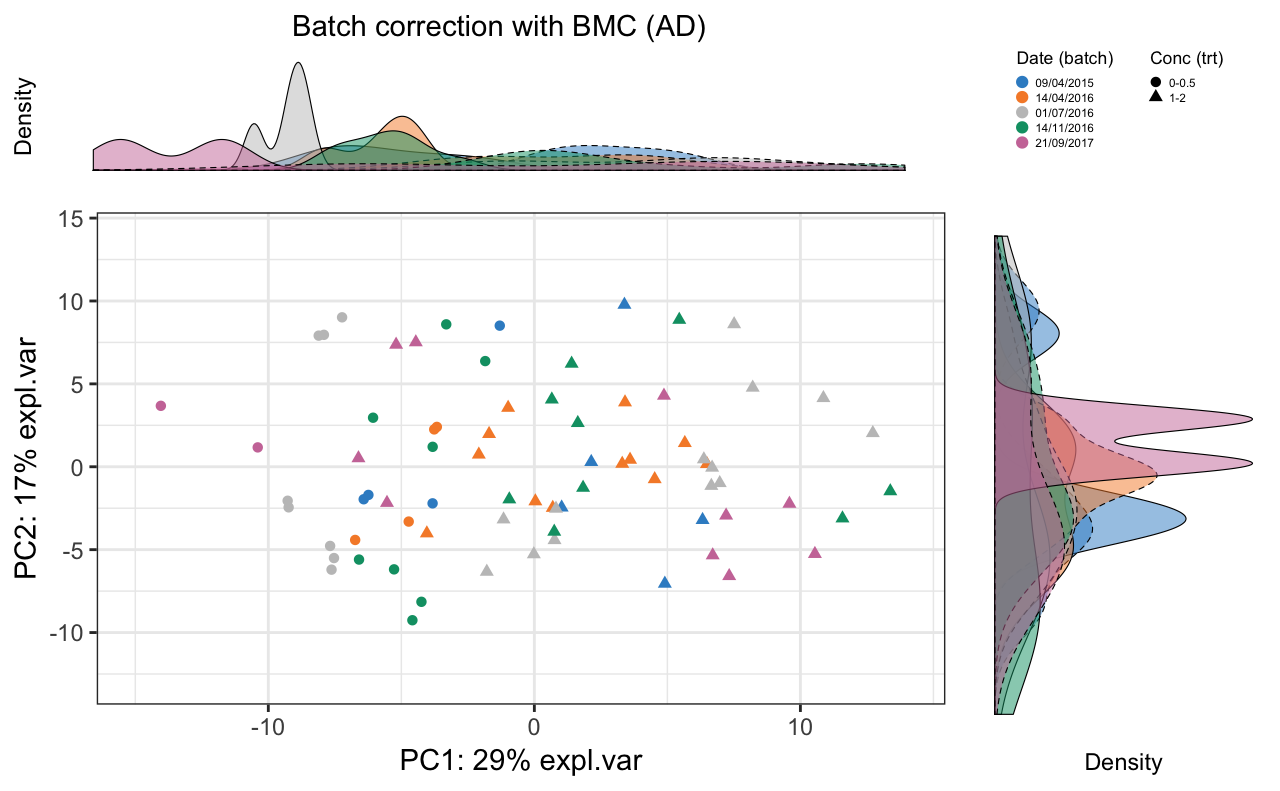 Batch correction with BMC (AD)
Density
Date (batch)
09/04/2015
14/04/2016
01/07/2016
14/11/2016
21/09/2017
Conc (trt)
0-0.5
1-2
PC2: 17% expl.var
15
10
5
0
-5
-10
-10
0
10
PC1: 29% expl.var
Density